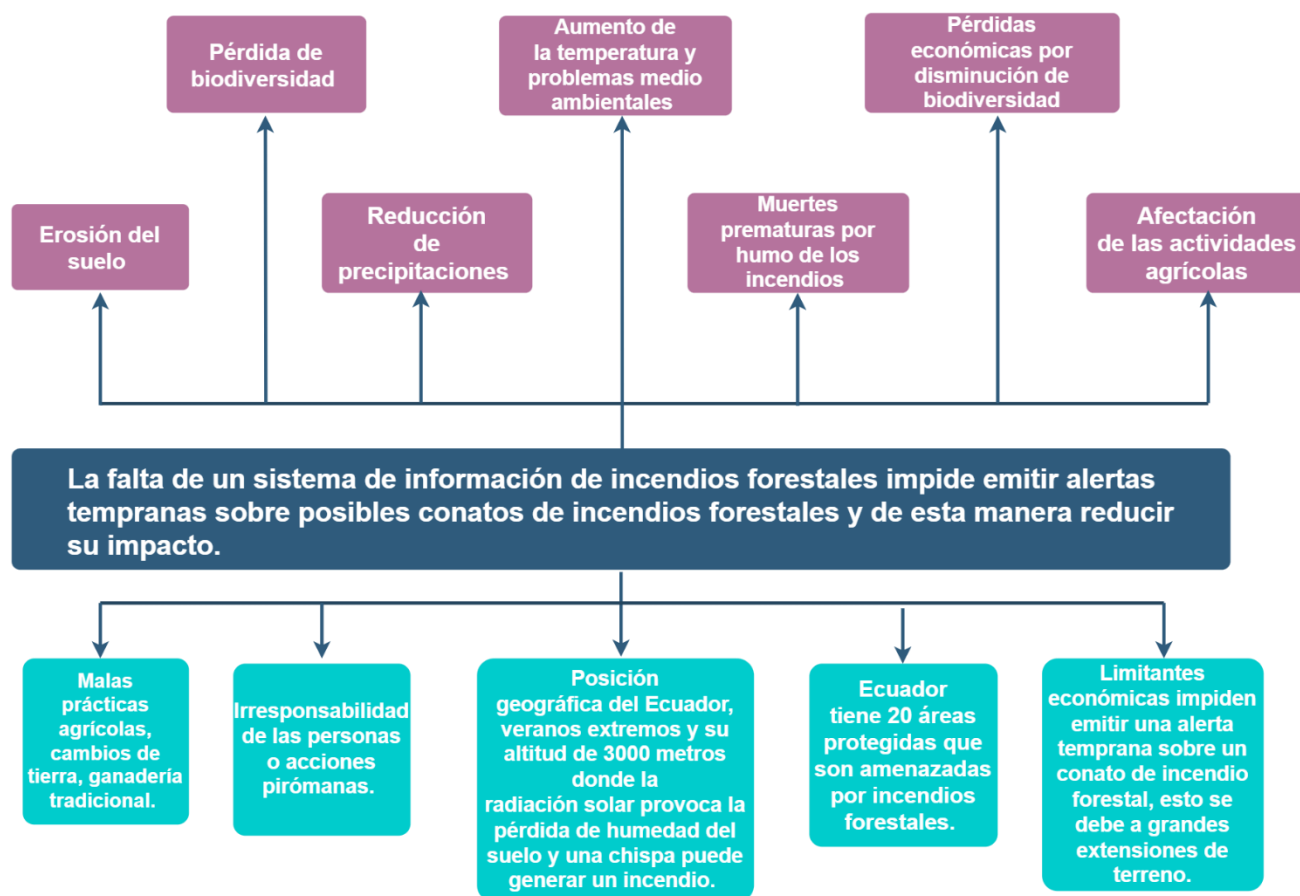 Pérdida de
biodiversidad
Aumento de
la temperatura y
problemas medio
ambientales
Pérdidas
económicas por
disminución de
biodiversidad
Erosión del
suelo
Reducción
de
precipitaciones
Muertes
prematuras por
humo de los
incendios
Afectación
de las actividades
agrícolas
La falta de un sistema de información de incendios forestales impide emitir alertas
tempranas sobre posibles conatos de incendios forestales y de esta manera reducir
su impacto.
Malas
prácticas
agrícolas,
cambios de
tierra, ganadería
tradicional.
Irresponsabilidad
de las personas
o acciones
pirómanas.
Posición
geográfica del Ecuador,
veranos extremos y su
altitud de 3000 metros
donde la
radiación solar provoca la
pérdida de humedad del
suelo y una chispa puede
generar un incendio.
Ecuador
tiene 20 áreas
protegidas que
son amenazadas
por incendios
forestales.
Limitantes
económicas impiden
emitir una alerta
temprana sobre un
conato de incendio
forestal, esto se
debe a grandes
extensiones de
terreno.